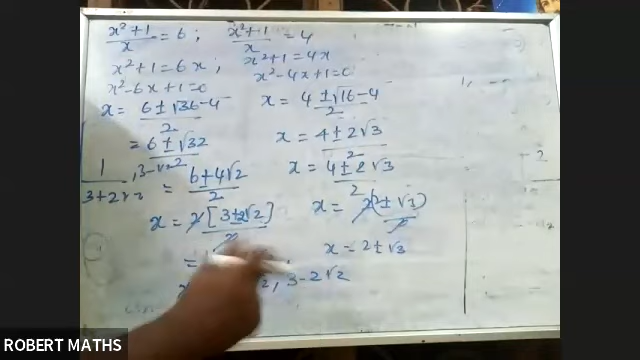 x²+1/x = 6 ; x²+1/x = 4
x²+1 = 6x ; x²+1 = 4x
x²-6x+1=0 x²-4x+1=0
x = 6±√36-4/2 x = 4±√16-4/2
= 6±√32/2 x = 4±2√3/2
1/3+2√2 , 3-√2
= 6±4√2/2 x = 4±2√3/2
x = 2[3±2√2]/2 x = 2(2±√3)/2
= x = 2±√3
2 , 3-2√2
ROBERT MATHS